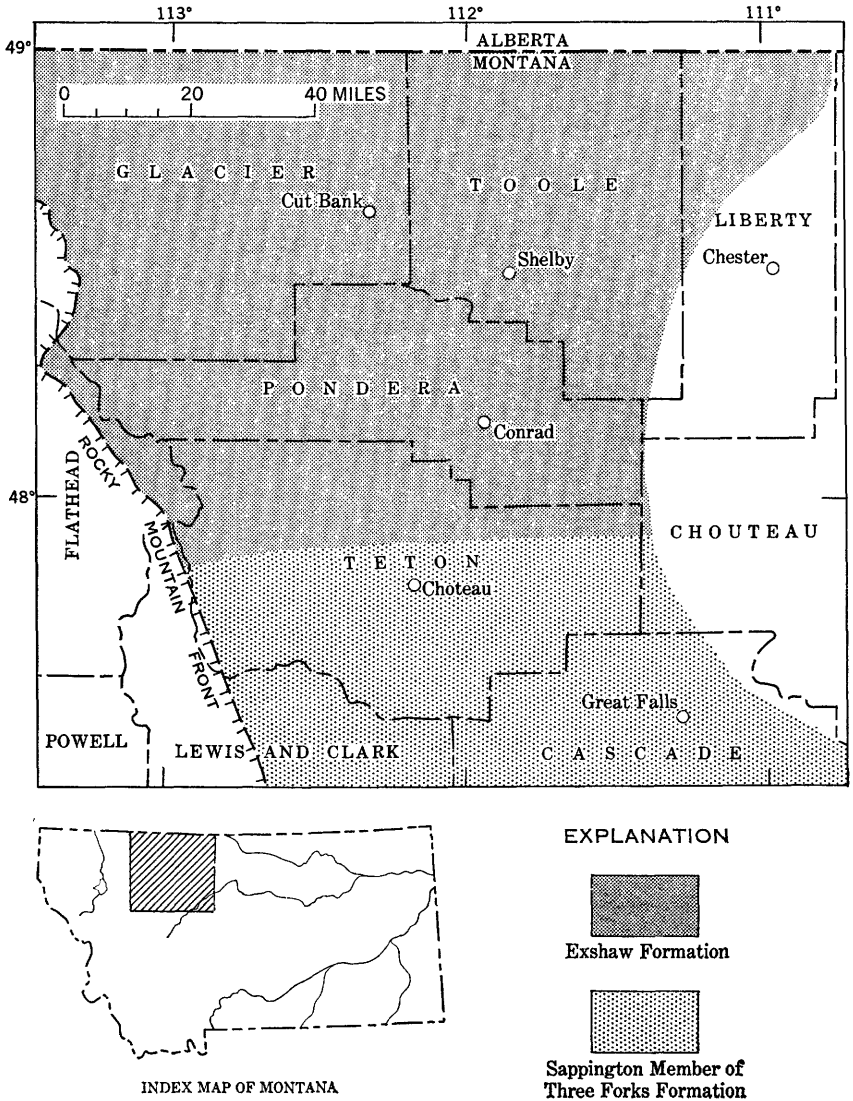 113°
112°
111°
49°
ALBERTA
MONTANA
0 20 40 MILES
GLACIER
TOOLE
Cut Bank
LIBERTY
Shelby
Chester
PONDERA
Conrad
ROCKY
FLATHEAD
48°
MOUNTAIN
CHOUTEAU
TETON
Choteau
FRONT
Great Falls
POWELL
LEWIS AND CLARK
CASCADE
EXPLANATION
Exshaw Formation
Sappington Member of
Three Forks Formation
INDEX MAP OF MONTANA